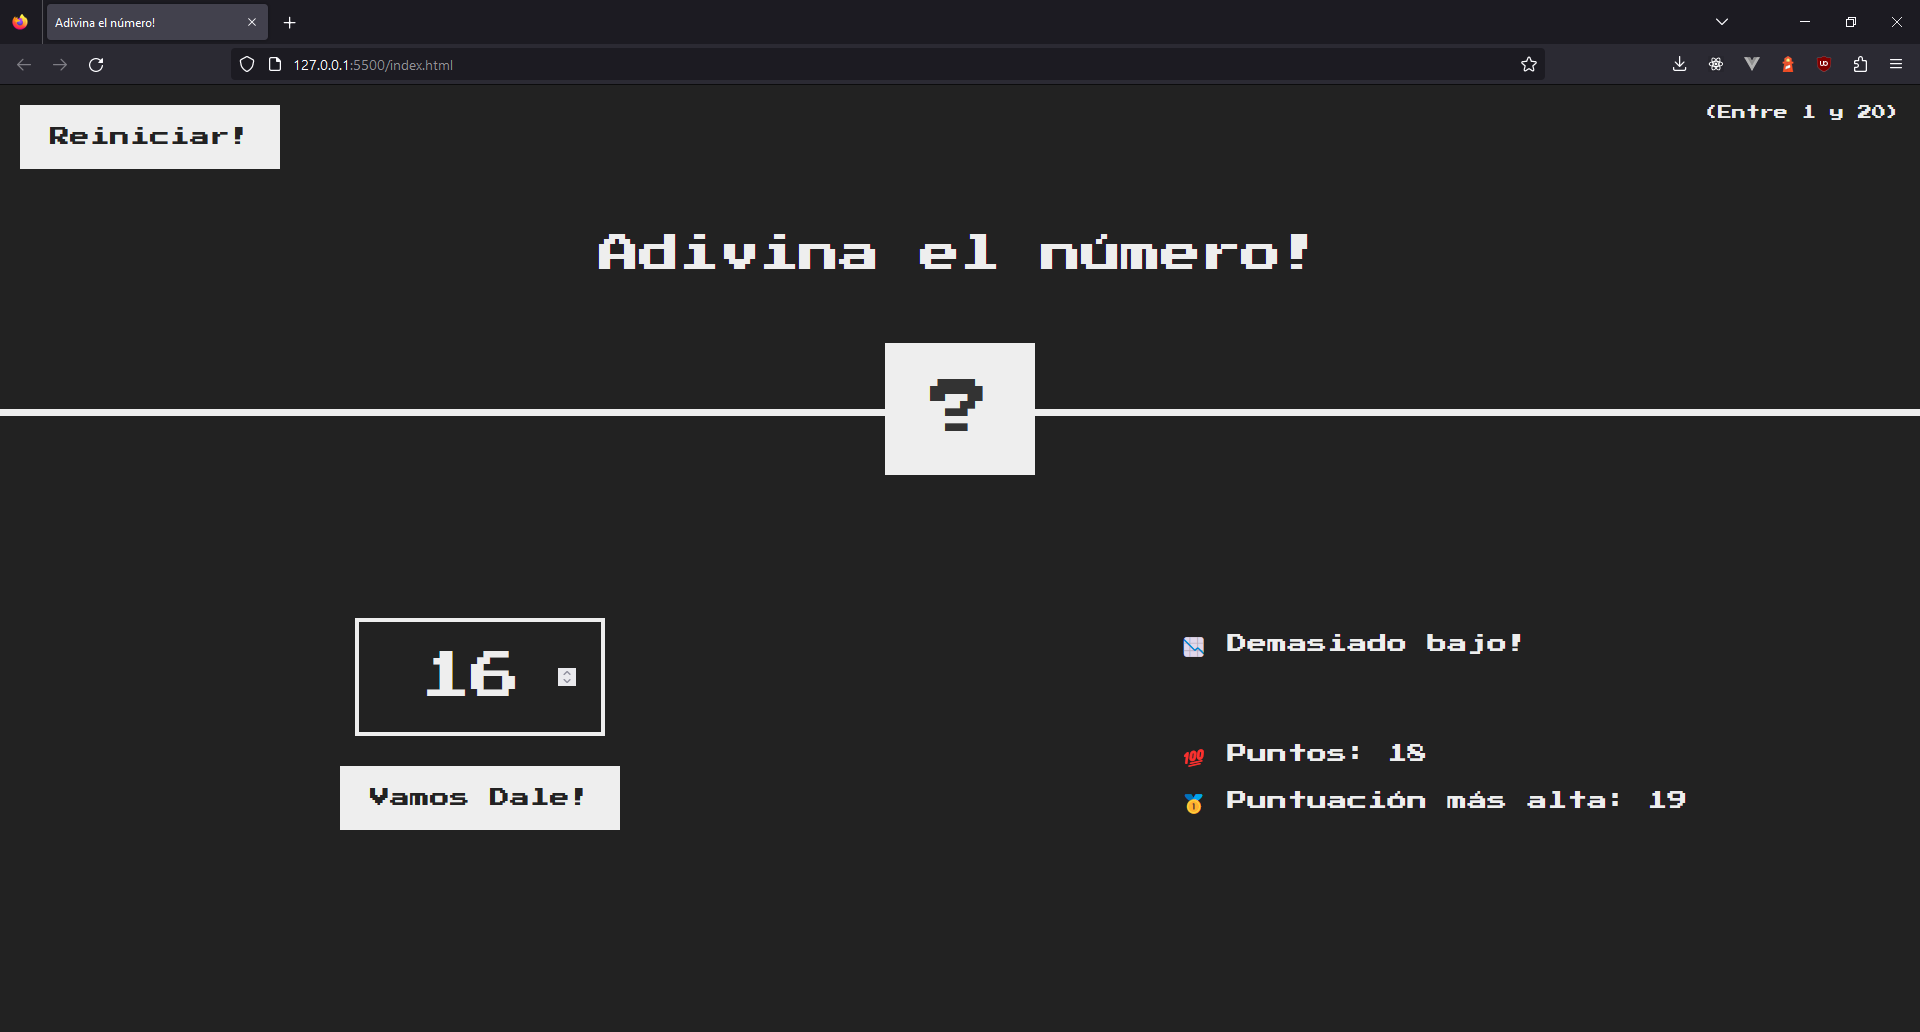 Adivina el número!
127.0.0.1:5500/index.html
Reiniciar!
(Entre 1 y 20)
Adivina el número!
?
16
Vamos Dale!
📉 Demasiado bajo!
💯 Puntos: 18
🥇 Puntuación más alta: 19